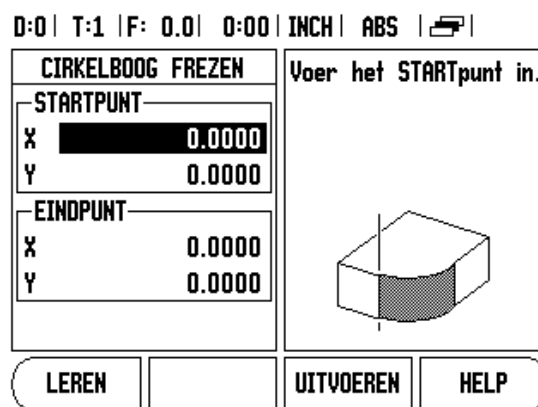 D:0 | T:1 | F: 0.0 | 0:00 | INCH | ABS |
CIRKELBOOG FREZEN
Voer het STARTpunt in.
STARTPUNT
X 0.0000
Y 0.0000
EINDPUNT
X 0.0000
Y 0.0000
LEREN UITVOEREN HELP